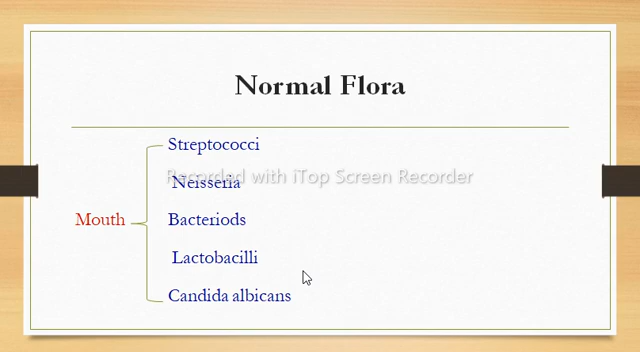 Normal Flora
Streptococci
Recorded with iTop Screen Recorder
Neisseria
Mouth
Bacteriods
Lactobacilli
Candida albicans